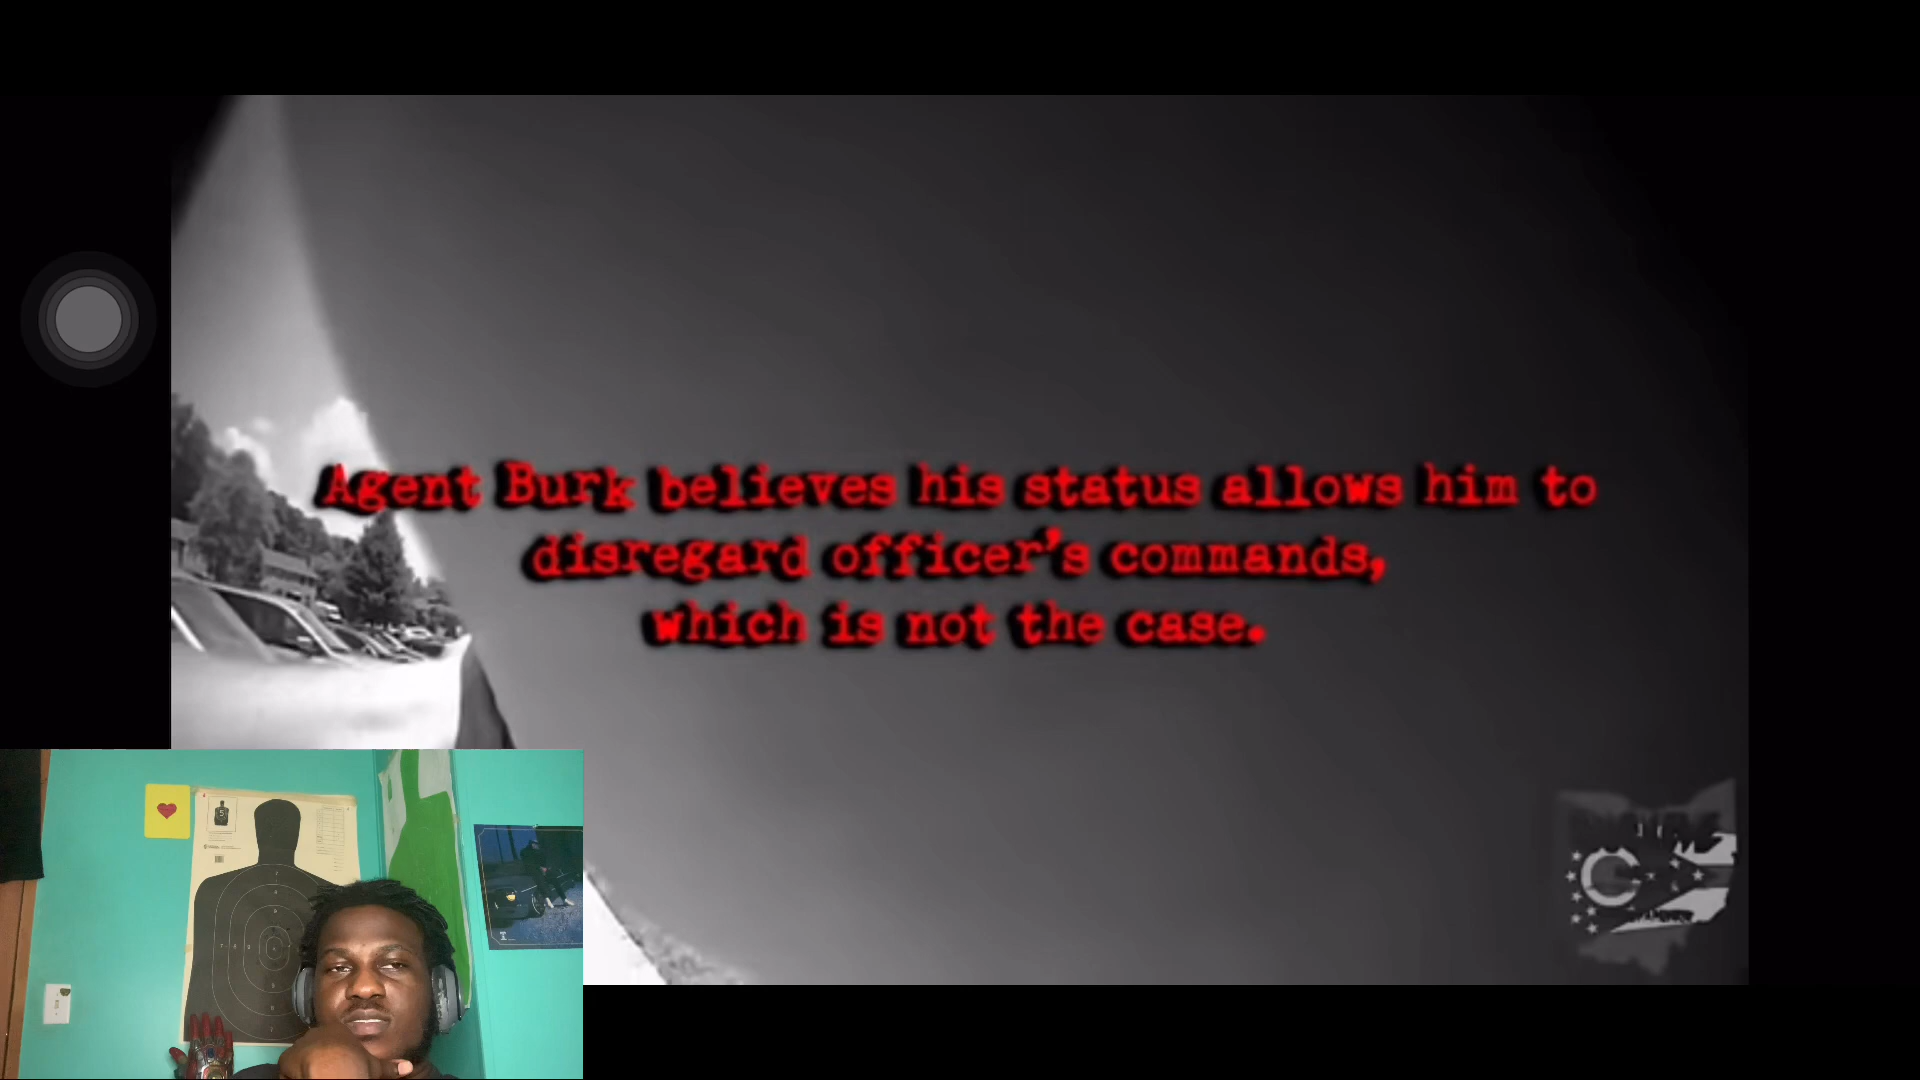 Agent Burk believes his status allows him to
disregard officer's commands,
which is not the case.